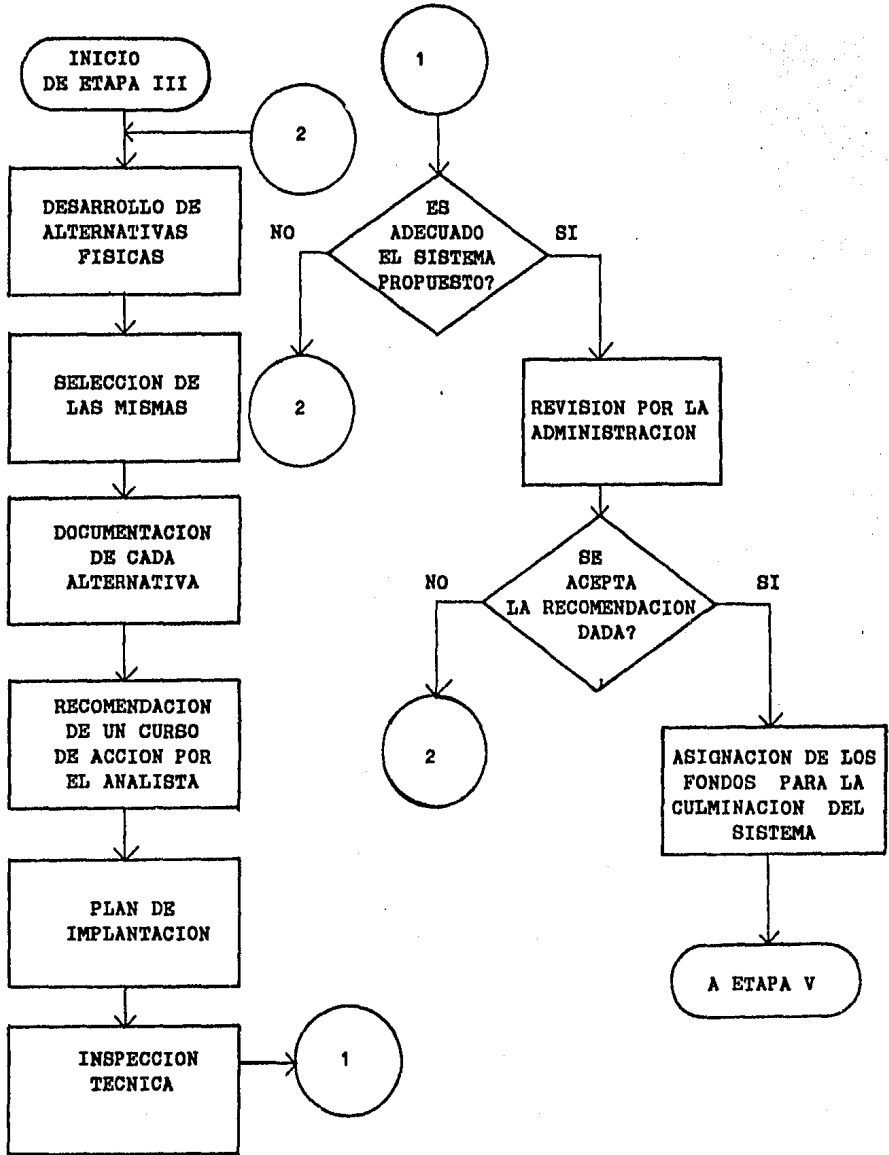 INICIO
DE ETAPA III
2
DESARROLLO DE
ALTERNATIVAS
FISICAS
SELECCION DE
LAS MISMAS
DOCUMENTACION
DE CADA
ALTERNATIVA
RECOMENDACION
DE UN CURSO
DE ACCION POR
EL ANALISTA
PLAN DE
IMPLANTACION
INSPECCION
TECNICA
1
1
ES
ADECUADO
EL SISTEMA
PROPUESTO?
NO
SI
2
REVISION POR LA
ADMINISTRACION
SE
ACEPTA
LA RECOMENDACION
DADA?
NO
SI
2
ASIGNACION DE LOS
FONDOS PARA LA
CULMINACION DEL
SISTEMA
A ETAPA V